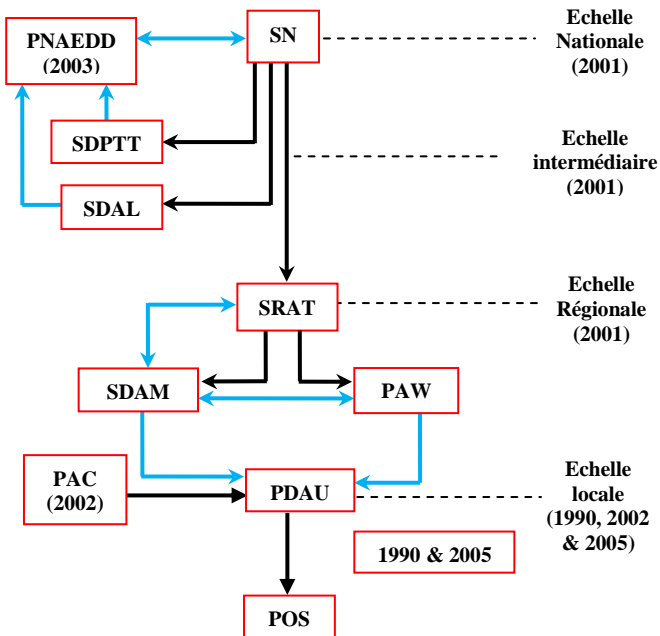 PNAEDD
(2003)
SN
Echelle
Nationale
(2001)
SDPTT
Echelle
intermédiaire
(2001)
SDAL
SRAT
Echelle
Régionale
(2001)
SDAM
PAW
PAC
(2002)
PDAU
Echelle
locale
(1990, 2002
& 2005)
1990 & 2005
POS